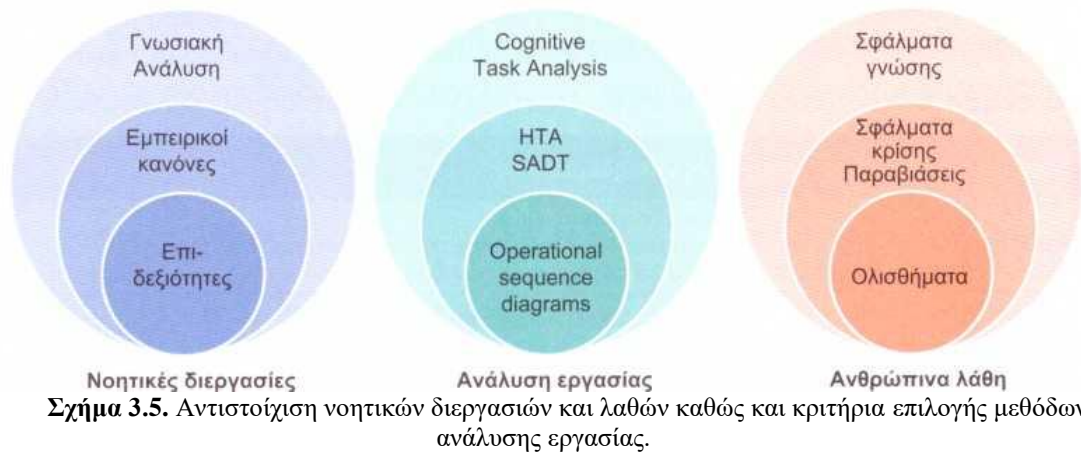 Γνωσιακή
Ανάλυση
Εμπειρικοί
κανόνες
Επι-
δεξιότητες
Νοητικές διεργασίες
Cognitive
Task Analysis
HTA
SADT
Operational
sequence
diagrams
Ανάλυση εργασίας
Σφάλματα
γνώσης
Σφάλματα
κρίσης
Παραβιάσεις
Ολισθήματα
Ανθρώπινα λάθη
Σχήμα 3.5. Αντιστοίχιση νοητικών διεργασιών και λαθών καθώς και κριτήρια επιλογής μεθόδων
ανάλυσης εργασίας.